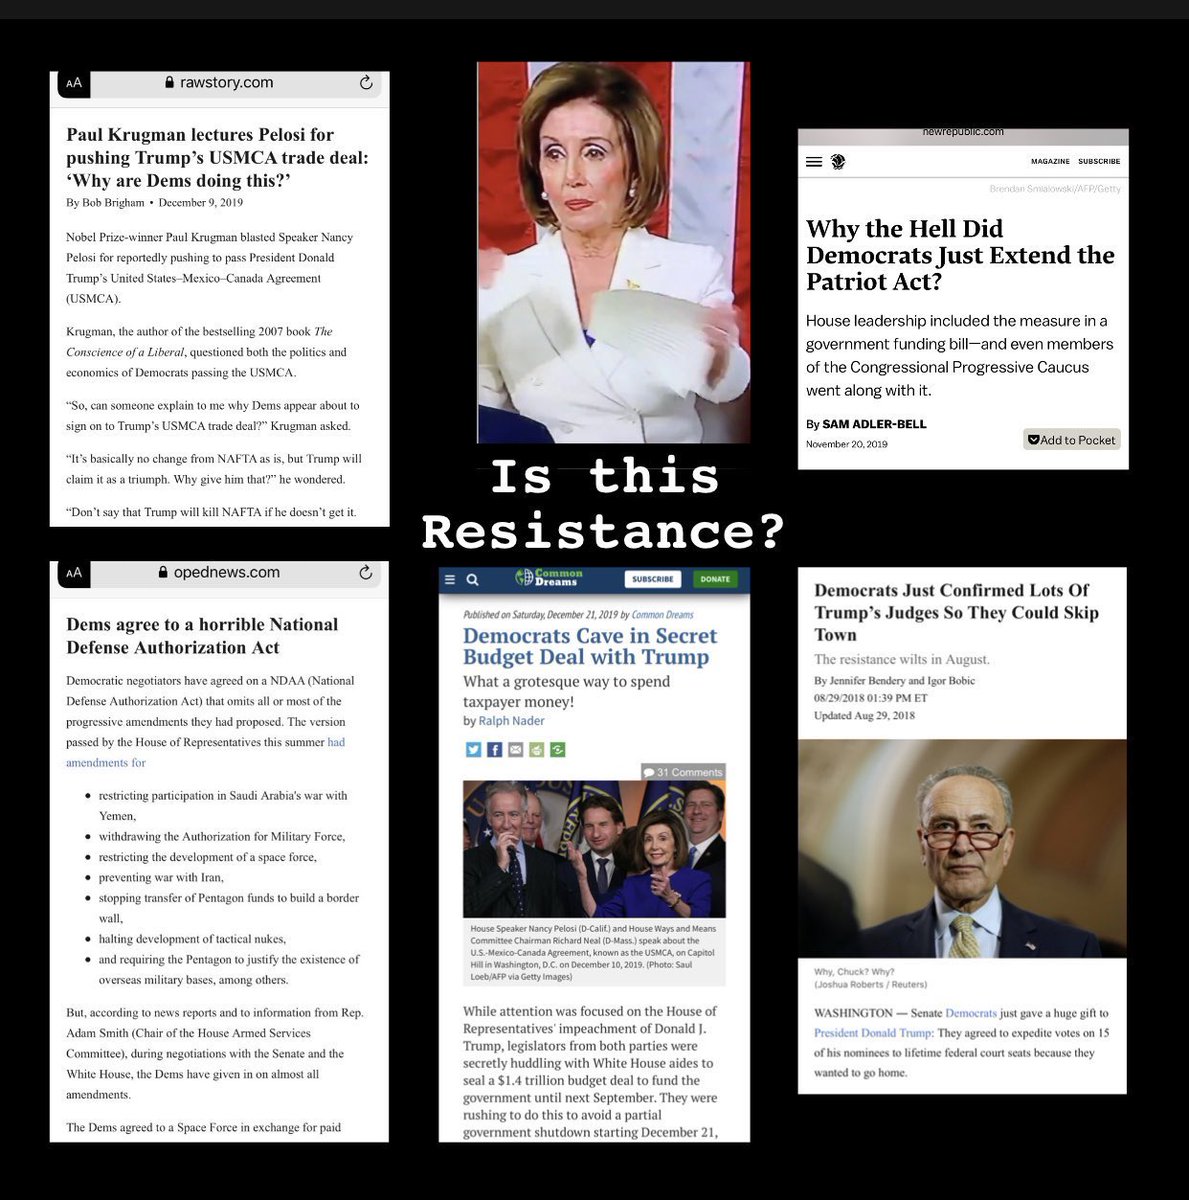 AA
rawstory.com
Paul Krugman lectures Pelosi for
pushing Trump's USMCA trade deal:
‘Why are Dems doing this?’
By Bob Brigham • December 9, 2019
Nobel Prize-winner Paul Krugman blasted Speaker Nancy
Pelosi for reportedly pushing to pass President Donald
Trump's United States–Mexico–Canada Agreement
(USMCA).
Krugman, the author of the bestselling 2007 book The
Conscience of a Liberal, questioned both the politics and
economics of Democrats passing the USMCA.
“So, can someone explain to me why Dems appear about to
sign on to Trump's USMCA trade deal?” Krugman asked.
“It's basically no change from NAFTA as is, but Trump will
claim it as a triumph. Why give him that?” he wondered.
“Don't say that Trump will kill NAFTA if he doesn't get it.
newrepublic.com
MAGAZINE SUBSCRIBE
Brendan Smialowski/AFP/Getty
Why the Hell Did
Democrats Just Extend the
Patriot Act?
House leadership included the measure in a
government funding bill—and even members
of the Congressional Progressive Caucus
went along with it.
By SAM ADLER-BELL
November 20, 2019
Add to Pocket
Is this
Resistance?
AA
opednews.com
Dems agree to a horrible National
Defense Authorization Act
Democratic negotiators have agreed on a NDAA (National
Defense Authorization Act) that omits all or most of the
progressive amendments they had proposed. The version
passed by the House of Representatives this summer had
amendments for
• restricting participation in Saudi Arabia's war with
Yemen,
• withdrawing the Authorization for Military Force,
• restricting the development of a space force,
• preventing war with Iran,
• stopping transfer of Pentagon funds to build a border
wall,
• halting development of tactical nukes,
• and requiring the Pentagon to justify the existence of
overseas military bases, among others.
But, according to news reports and to information from Rep.
Adam Smith (Chair of the House Armed Services
Committee), during negotiations with the Senate and the
White House, the Dems have given in on almost all
amendments.
The Dems agreed to a Space Force in exchange for paid
Common
Dreams
SUBSCRIBE
DONATE
Published on Saturday, December 21, 2019 by Common Dreams
Democrats Cave in Secret
Budget Deal with Trump
What a grotesque way to spend
taxpayer money!
by Ralph Nader
31 Comments
House Speaker Nancy Pelosi (D-Calif.) and House Ways and Means
Committee Chairman Richard Neal (D-Mass.) speak about the
U.S.-Mexico-Canada Agreement, known as the USMCA, on Capitol
Hill in Washington, D.C. on December 10, 2019. (Photo: Saul
Loeb/AFP via Getty Images)
While attention was focused on the House of
Representatives' impeachment of Donald J.
Trump, legislators from both parties were
secretly huddling with White House aides to
seal a $1.4 trillion budget deal to fund the
government until next September. They were
rushing to do this to avoid a partial
government shutdown starting December 21,
Democrats Just Confirmed Lots Of
Trump's Judges So They Could Skip
Town
The resistance wilts in August.
By Jennifer Bendery and Igor Bobic
08/29/2018 01:39 PM ET
Updated Aug 29, 2018
Why, Chuck? Why?
(Joshua Roberts / Reuters)
WASHINGTON — Senate Democrats just gave a huge gift to
President Donald Trump: They agreed to expedite votes on 15
of his nominees to lifetime federal court seats because they
wanted to go home.